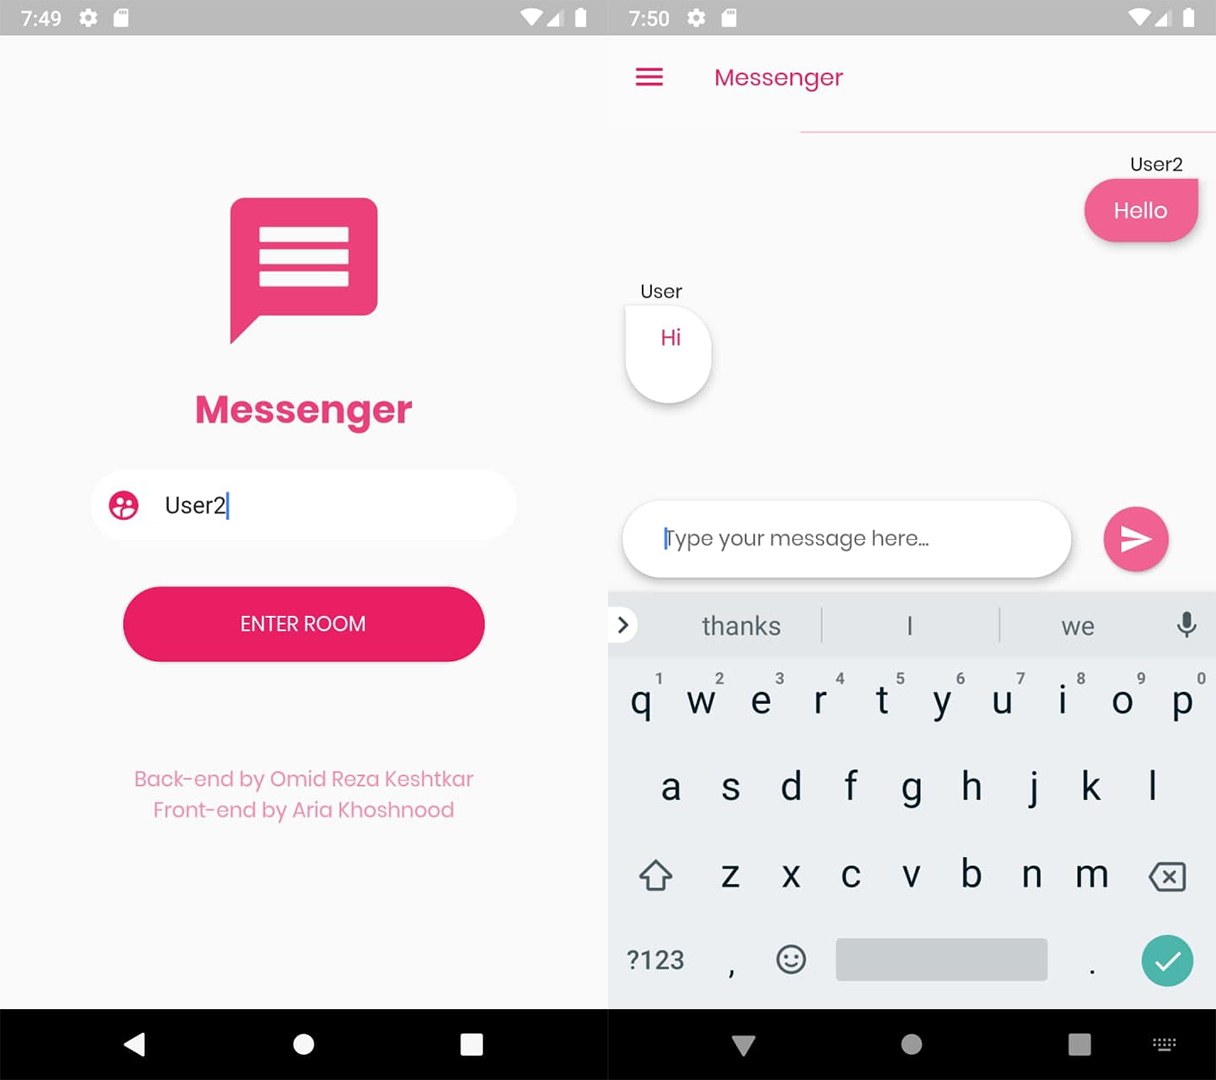 7:49
Messenger
User2
ENTER ROOM
Back-end by Omid Reza Keshtkar
Front-end by Aria Khoshnood
7:50
Messenger
User2
Hello
User
Hi
Type your message here...
thanks I we
1 2 3 4 5 6 7 8 9 0
q w e r t y u i o p
a s d f g h j k l
z x c v b n m
?123 , .